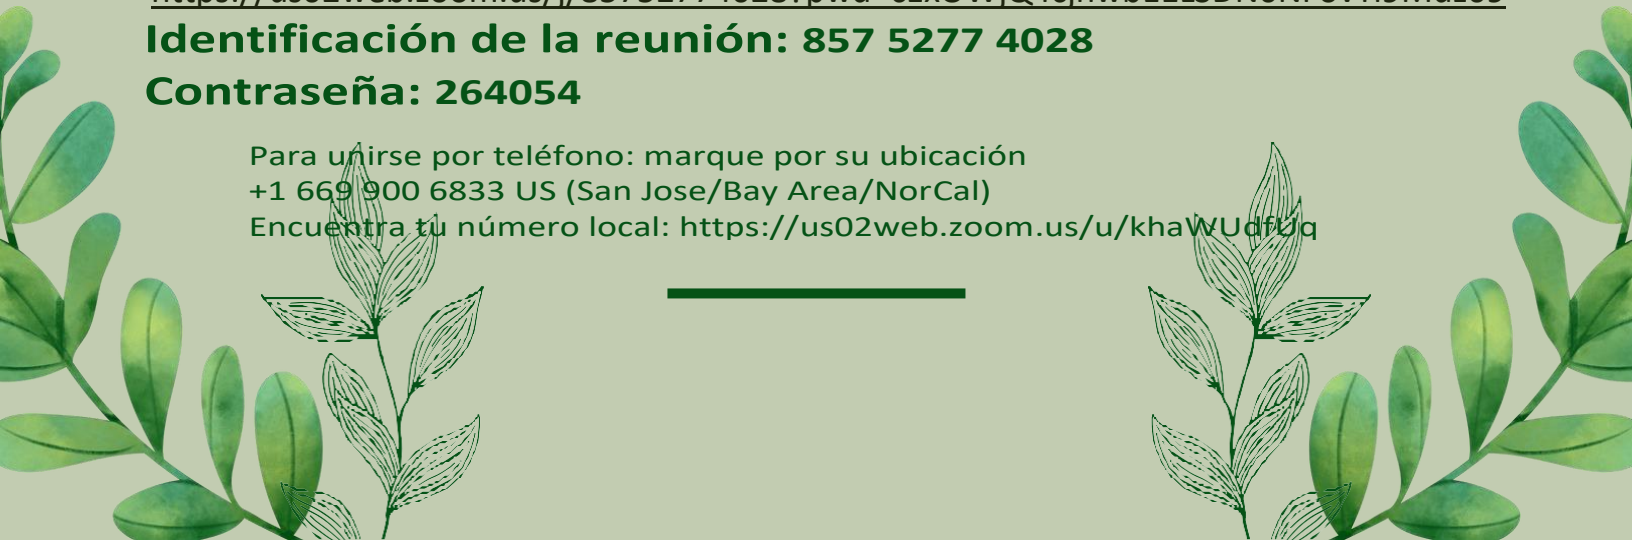 Identificación de la reunión: 857 5277 4028
Contraseña: 264054
Para unirse por teléfono: marque por su ubicación
+1 669 900 6833 US (San Jose/Bay Area/NorCal)
Encuentra tu número local: https://us02web.zoom.us/u/khaWUdfUq